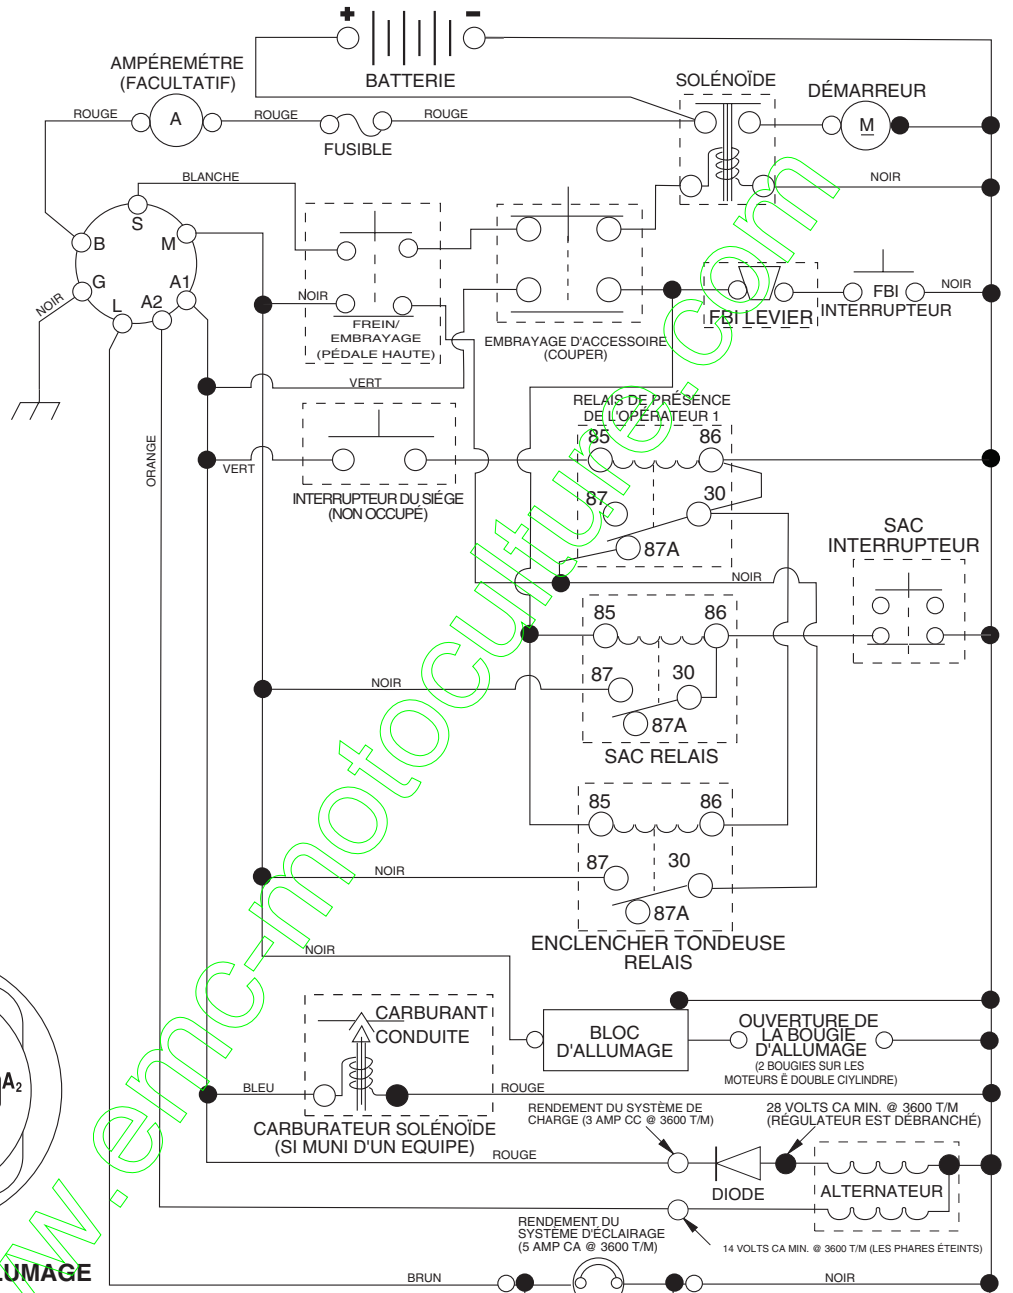 + -
BATTERIE
AMPÉREMÉTRE
(FACULTATIF)
SOLÉNOÏDE
DÉMARREUR
ROUGE
A
ROUGE
ROUGE
FUSIBLE
M
BLANCHE
NOIR
S
B
M
G
A1
L
A2
NOIR
NOIR
FREIN/
EMBRAYAGE
(PÉDALE HAUTE)
EMBRAYAGE D'ACCESSOIRE
(COUPER)
FBI LEVIER
FBI
INTERRUPTEUR
NOIR
VERT
RELAIS DE PRÉSENCE
DE L'OPÉRATEUR 1
85
86
ORANGE
VERT
INTERRUPTEUR DU SIÉGE
(NON OCCUPÉ)
87
30
87A
SAC
INTERRUPTEUR
NOIR
85
86
NOIR
87
30
87A
SAC RELAIS
85
86
NOIR
87
30
87A
ENCLENCHER TONDEUSE
RELAIS
NOIR
CARBURANT
CONDUITE
BLOC
D'ALLUMAGE
OUVERTURE DE
LA BOUGIE
D'ALLUMAGE
(2 BOUGIES SUR LES
MOTEURS Ê DOUBLE CIYLINDRE)
A2
BLEU
ROUGE
CARBURATEUR SOLÉNOÏDE
(SI MUNI D'UN EQUIPE)
RENDEMENT DU SYSTÈME DE
CHARGE (3 AMP CC @ 3600 T/M)
28 VOLTS CA MIN. @ 3600 T/M
(RÉGULATEUR EST DÉBRANCHÉ)
ROUGE
DIODE
ALTERNATEUR
RENDEMENT DU
SYSTÈME D'ÉCLAIRAGE
(5 AMP CA @ 3600 T/M)
14 VOLTS CA MIN. @ 3600 T/M (LES PHARES ÉTEINTS)
LUMAGE
BRUN
NOIR
w.emc-motoculture.com